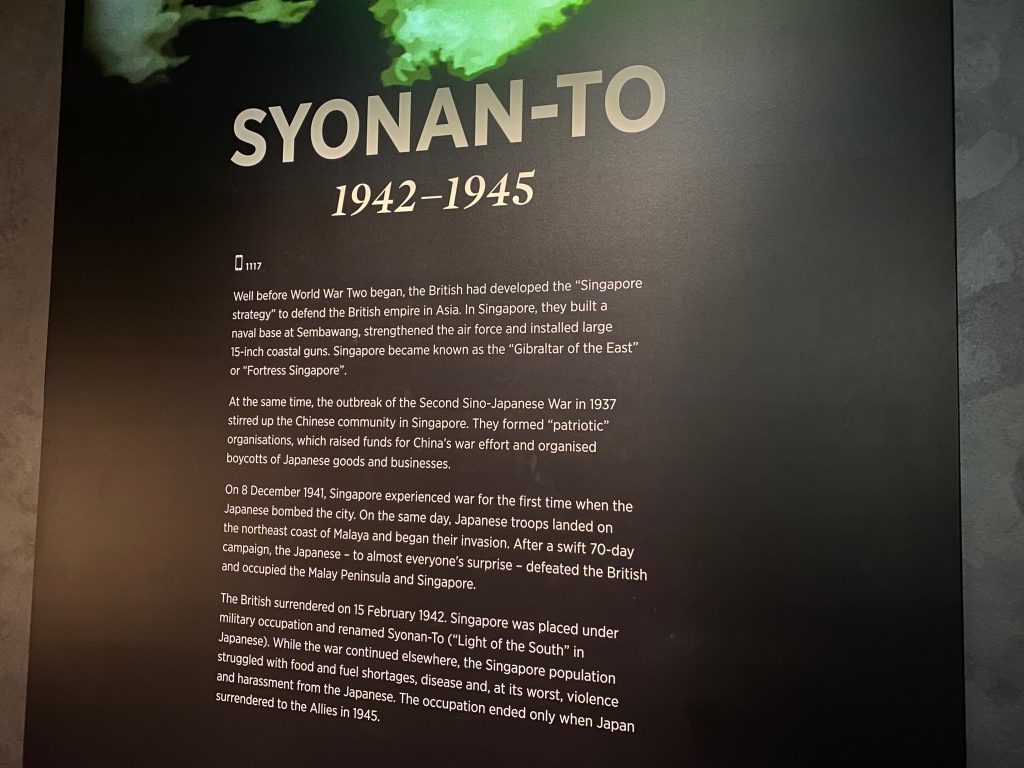 SYONAN-TO
1942–1945
1117
Well before World War Two began, the British had developed the “Singapore
strategy” to defend the British empire in Asia. In Singapore, they built a
naval base at Sembawang, strengthened the air force and installed large
15-inch coastal guns. Singapore became known as the “Gibraltar of the East”
or “Fortress Singapore”.
At the same time, the outbreak of the Second Sino-Japanese War in 1937
stirred up the Chinese community in Singapore. They formed “patriotic”
organisations, which raised funds for China’s war effort and organised
boycotts of Japanese goods and businesses.
On 8 December 1941, Singapore experienced war for the first time when the
Japanese bombed the city. On the same day, Japanese troops landed on
the northeast coast of Malaya and began their invasion. After a swift 70-day
campaign, the Japanese – to almost everyone’s surprise – defeated the British
and occupied the Malay Peninsula and Singapore.
The British surrendered on 15 February 1942. Singapore was placed under
military occupation and renamed Syonan-To (“Light of the South” in
Japanese). While the war continued elsewhere, the Singapore population
struggled with food and fuel shortages, disease and, at its worst, violence
and harassment from the Japanese. The occupation ended only when Japan
surrendered to the Allies in 1945.